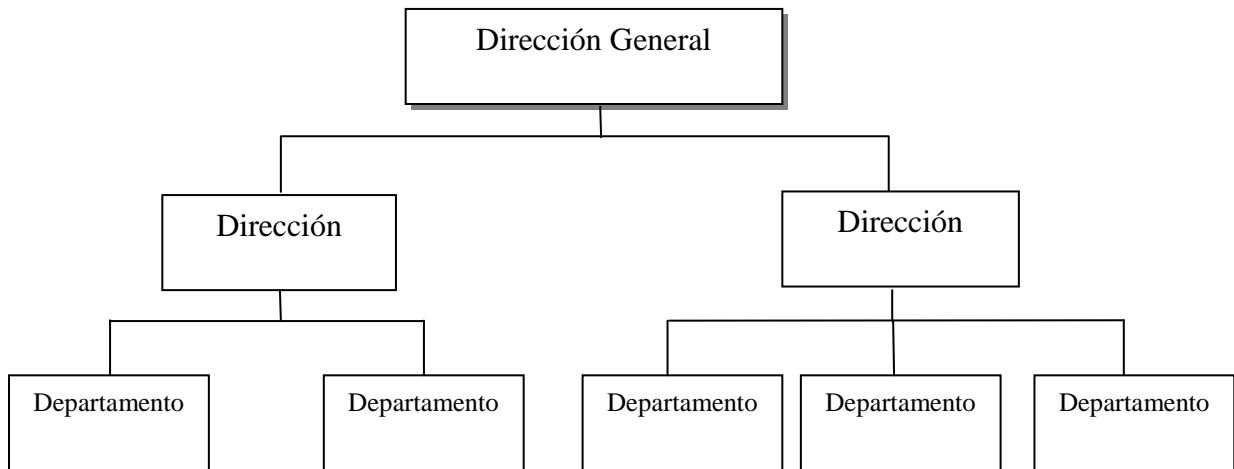 Dirección General
Dirección
Dirección
Departamento
Departamento
Departamento
Departamento
Departamento